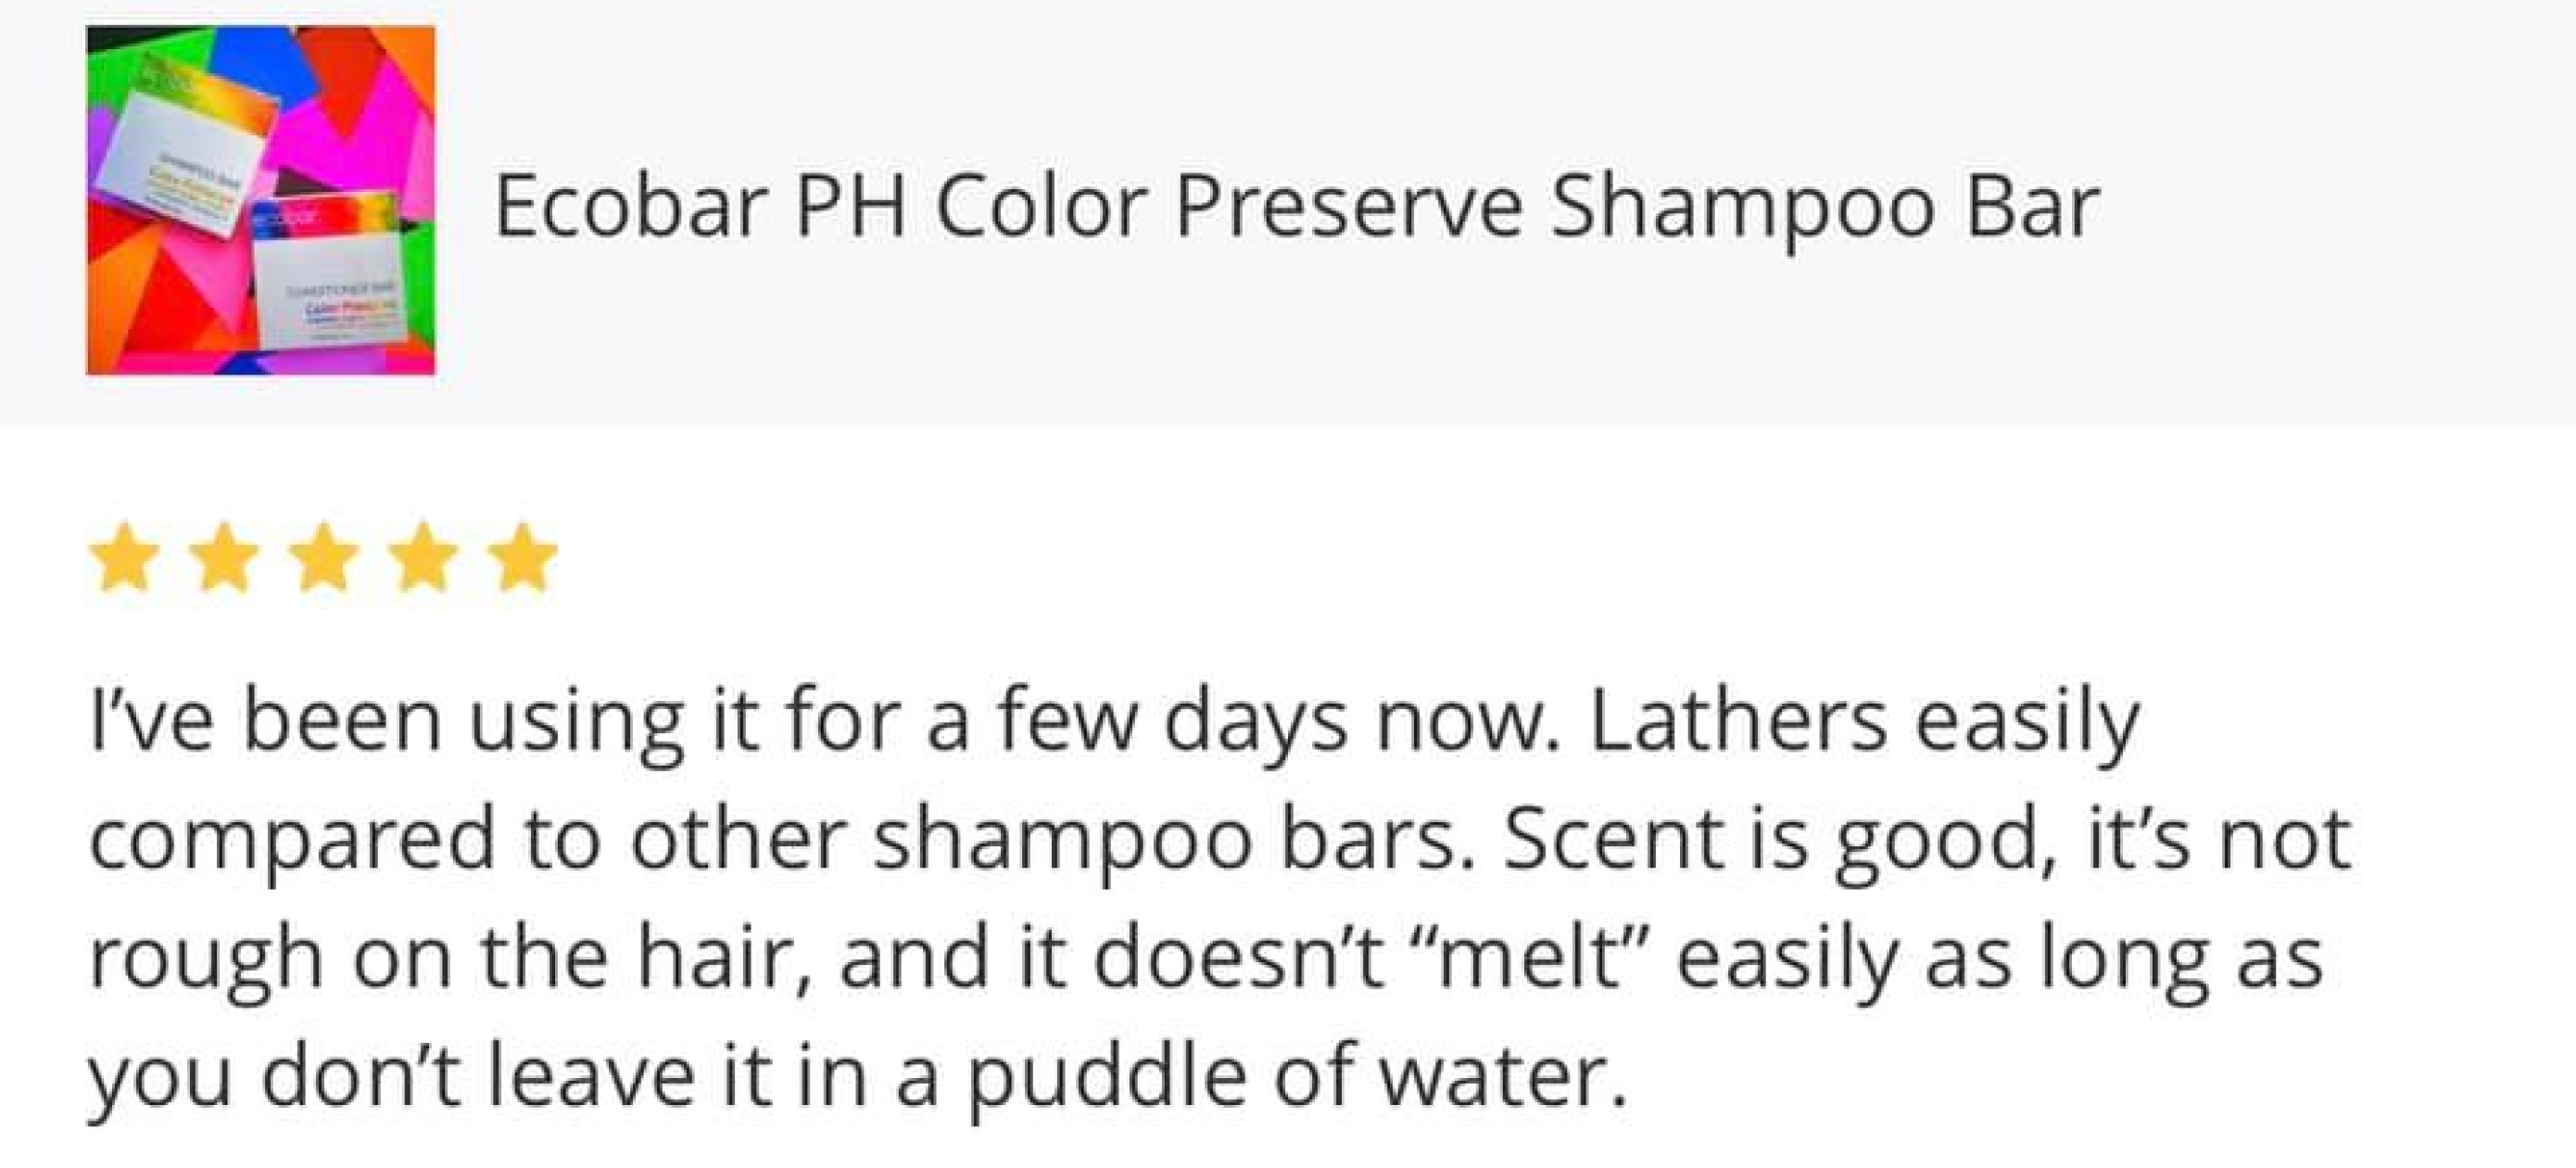 Ecobar PH Color Preserve Shampoo Bar
I’ve been using it for a few days now. Lathers easily
compared to other shampoo bars. Scent is good, it’s not
rough on the hair, and it doesn’t “melt” easily as long as
you don’t leave it in a puddle of water.